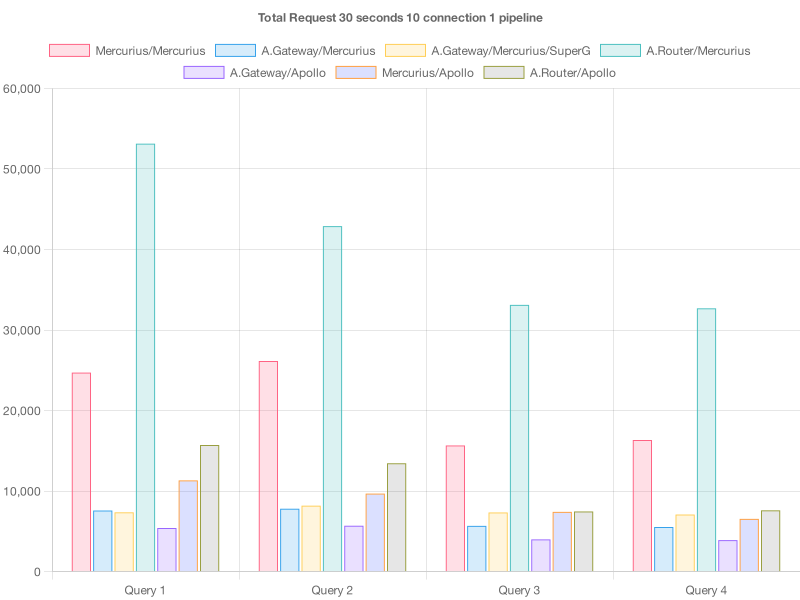 Total Request 30 seconds 10 connection 1 pipeline
Mercurius/Mercurius A.Gateway/Mercurius A.Gateway/Mercurius/SuperG A.Router/Mercurius
A.Gateway/Apollo Mercurius/Apollo A.Router/Apollo
60,000
50,000
40,000
30,000
20,000
10,000
0
Query 1 Query 2 Query 3 Query 4